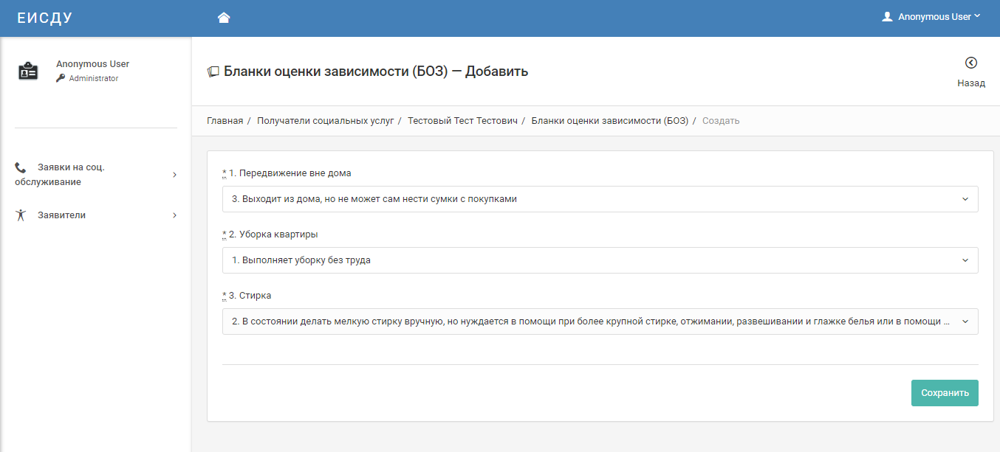 ЕИСДУ
Anonymous User
Anonymous User
Administrator
Заявки на соц.
обслуживание
Заявители
Бланки оценки зависимости (БОЗ) — Добавить
Назад
Главная / Получатели социальных услуг / Тестовый Тест Тестович / Бланки оценки зависимости (БОЗ) / Создать
* 1. Передвижение вне дома
3. Выходит из дома, но не может сам нести сумки с покупками
* 2. Уборка квартиры
1. Выполняет уборку без труда
* 3. Стирка
2. В состоянии делать мелкую стирку вручную, но нуждается в помощи при более крупной стирке, отжимании, развешивании и глажке белья или в помощи ...
Сохранить